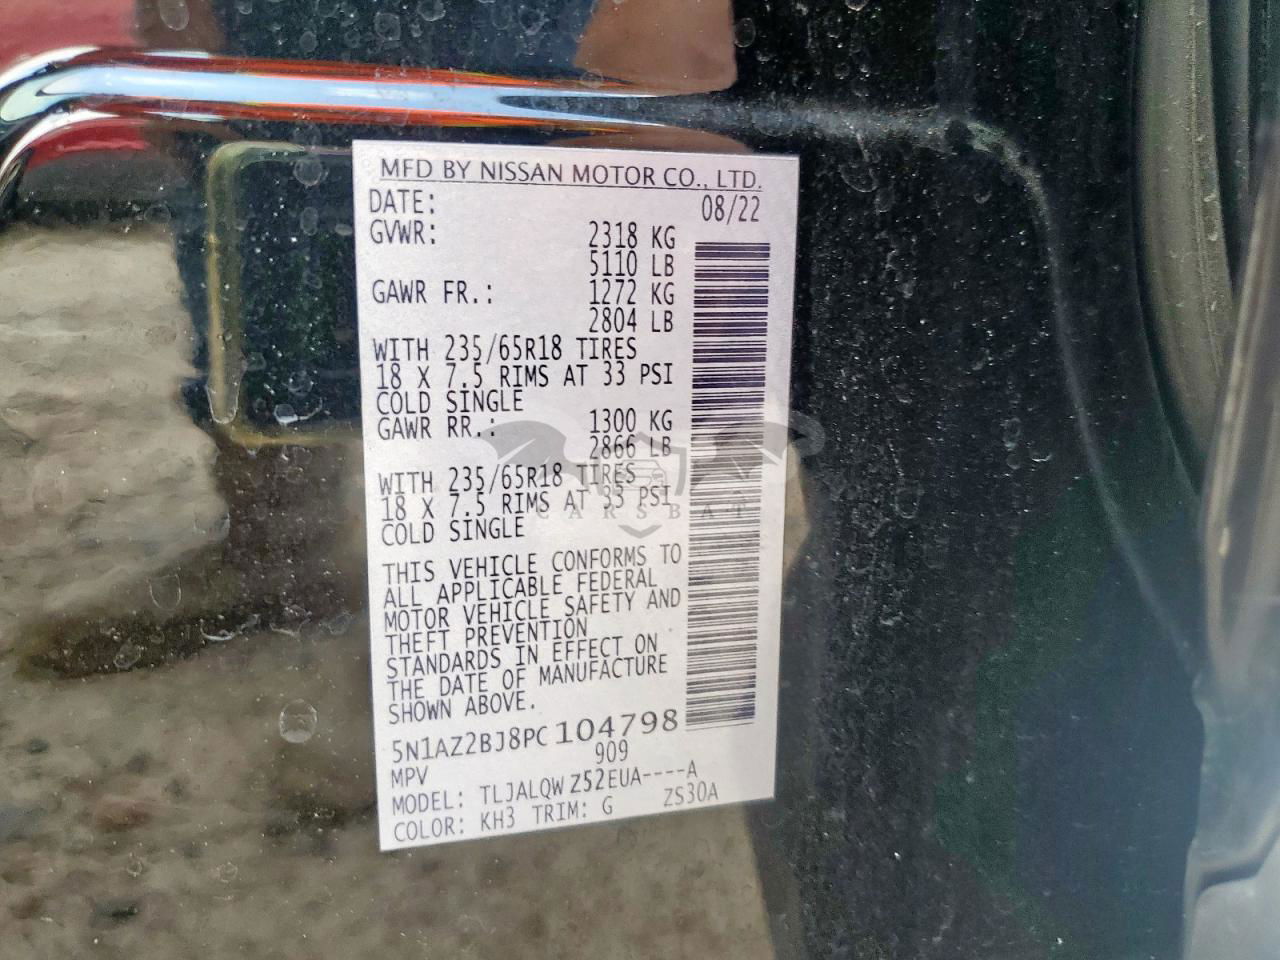 MFD BY NISSAN MOTOR CO., LTD.
DATE: 08/22
GVWR: 2318 KG
5110 LB
GAWR FR.: 1272 KG
2804 LB
WITH 235/65R18 TIRES
18 X 7.5 RIMS AT 33 PSI
COLD SINGLE
GAWR RR.: 1300 KG
2866 LB
WITH 235/65R18 TIRES
18 X 7.5 RIMS AT 33 PSI
COLD SINGLE
CARSBAT
THIS VEHICLE CONFORMS TO
ALL APPLICABLE FEDERAL
MOTOR VEHICLE SAFETY AND
THEFT PREVENTION
STANDARDS IN EFFECT ON
THE DATE OF MANUFACTURE
SHOWN ABOVE.
5N1AZ2BJ8PC104798
MPV 909
MODEL: TLJALQWZ52EUA----A
COLOR: KH3 TRIM: G ZS30A